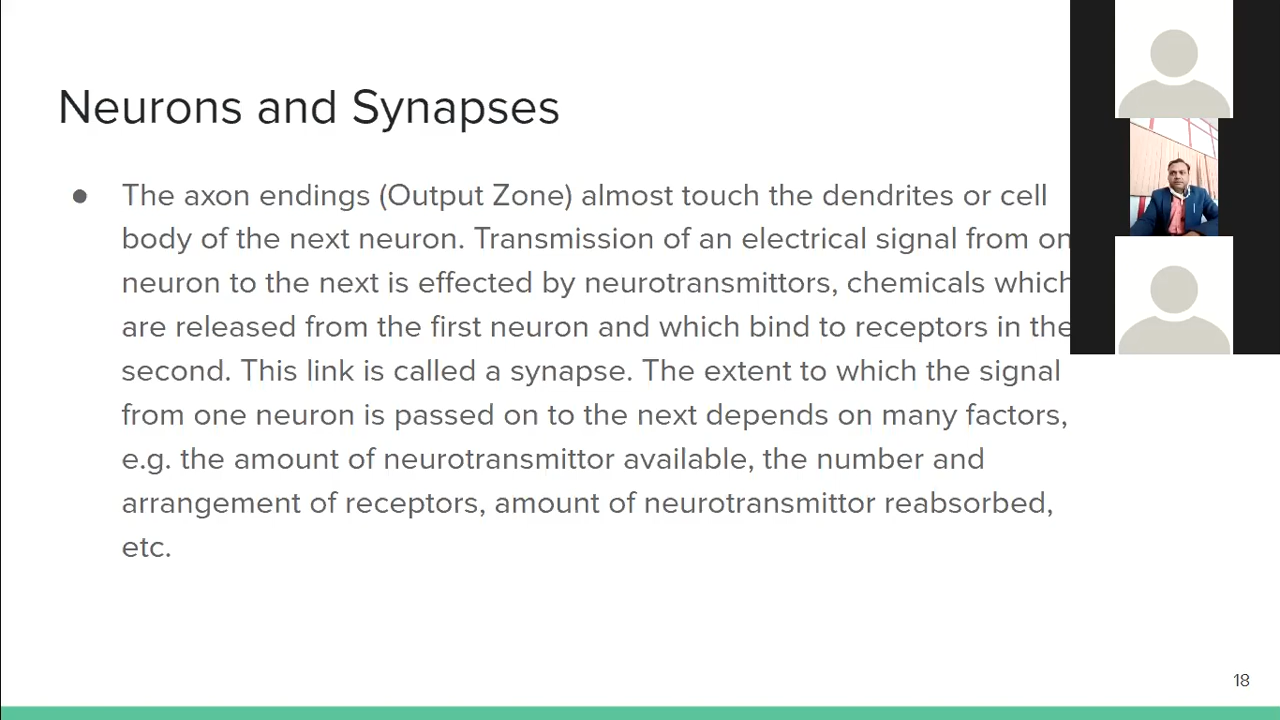 Neurons and Synapses
● The axon endings (Output Zone) almost touch the dendrites or cell
body of the next neuron. Transmission of an electrical signal from on
neuron to the next is effected by neurotransmittors, chemicals which
are released from the first neuron and which bind to receptors in the
second. This link is called a synapse. The extent to which the signal
from one neuron is passed on to the next depends on many factors,
e.g. the amount of neurotransmittor available, the number and
arrangement of receptors, amount of neurotransmittor reabsorbed,
etc.
18